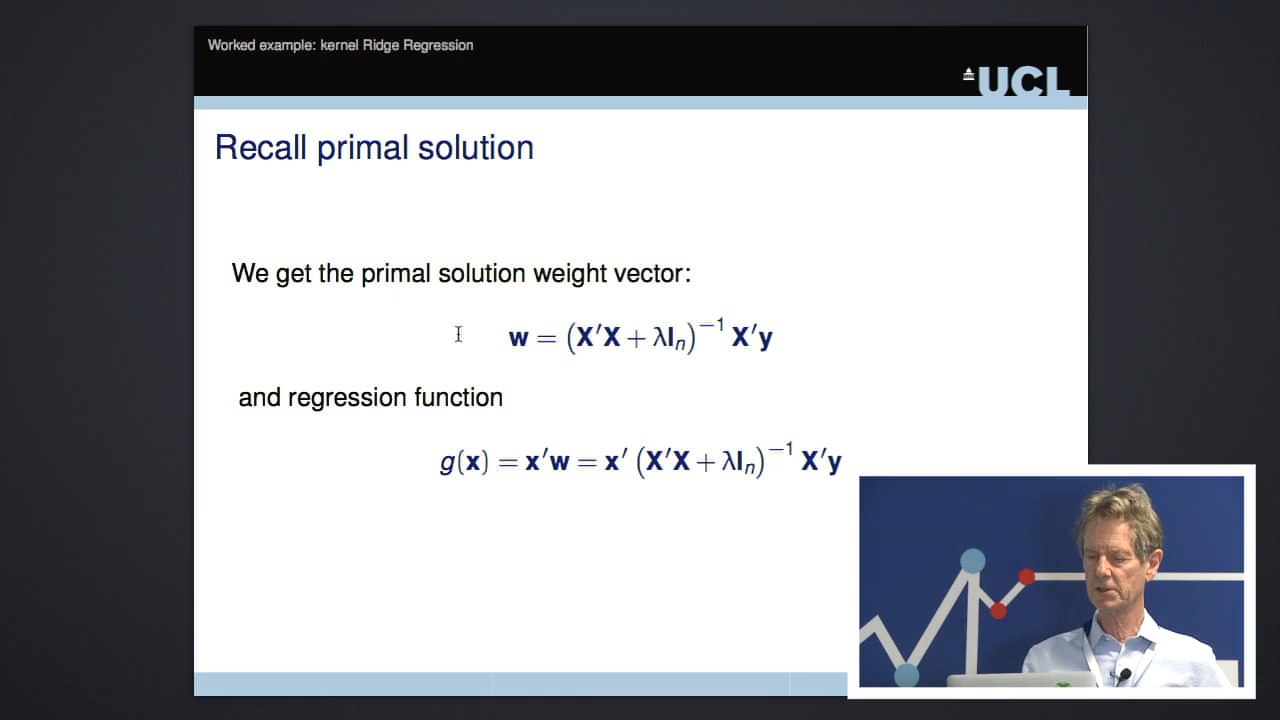 Worked example: kernel Ridge Regression
UCL
Recall primal solution
We get the primal solution weight vector:
w = (X′X + λIₙ)⁻¹ X′y
and regression function
g(x) = x′w = x′ (X′X + λIₙ)⁻¹ X′y